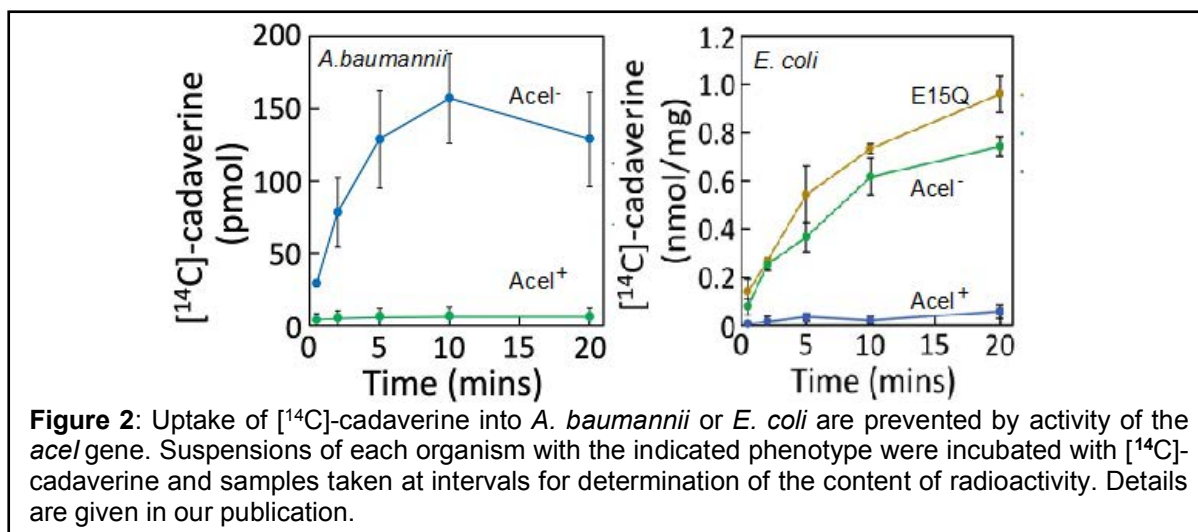 200
150
100
50
0
[¹⁴C]-cadaverine
(pmol)
A.baumannii
AceI⁻
AceI⁺
0 5 10 15 20
Time (mins)
1.2
1.0
0.8
0.6
0.4
0.2
0
[¹⁴C]-cadaverine
(nmol/mg)
E. coli
E15Q
AceI⁻
AceI⁺
0 5 10 15 20
Time (mins)
Figure 2: Uptake of [¹⁴C]-cadaverine into A. baumannii or E. coli are prevented by activity of the
aceI gene. Suspensions of each organism with the indicated phenotype were incubated with [¹⁴C]-
cadaverine and samples taken at intervals for determination of the content of radioactivity. Details
are given in our publication.